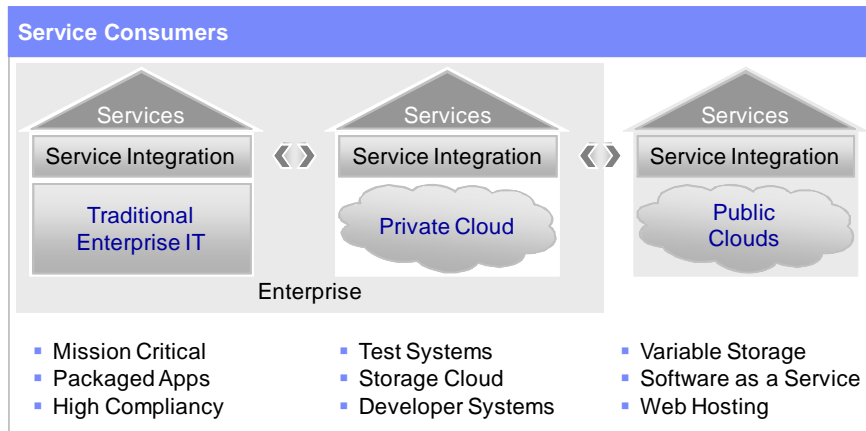 Service Consumers
Services
Service Integration
Traditional
Enterprise IT
Services
Service Integration
Private Cloud
Services
Service Integration
Public
Clouds
Enterprise
▪ Mission Critical
▪ Packaged Apps
▪ High Compliancy
▪ Test Systems
▪ Storage Cloud
▪ Developer Systems
▪ Variable Storage
▪ Software as a Service
▪ Web Hosting